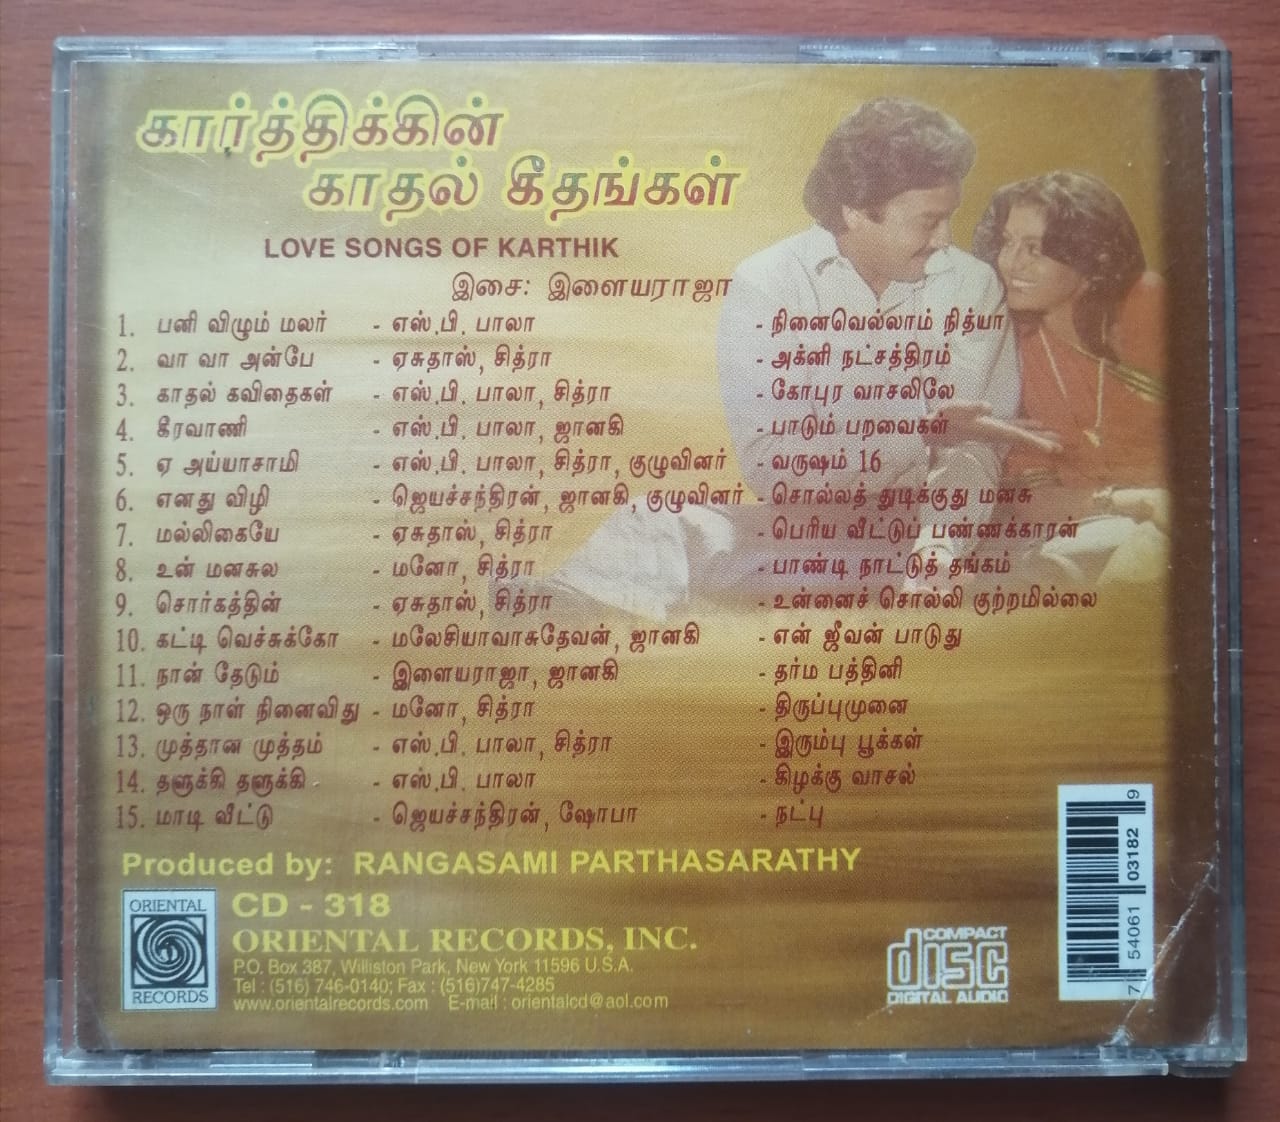 கார்த்திக்கின்
காதல் கீதங்கள்
LOVE SONGS OF KARTHIK
இசை: இளையராஜா
1. பனி விழும் மலர் - எஸ்.பி. பாலா - நினைவெல்லாம் நித்யா
2. வா வா அன்பே - ஏசுதாஸ், சித்ரா - அக்னி நட்சத்திரம்
3. காதல் கவிதைகள் - எஸ்.பி. பாலா, சித்ரா - கோபுர வாசலிலே
4. கீரவாணி - எஸ்.பி. பாலா, ஜானகி - பாடும் பறவைகள்
5. ஏ அய்யாசாமி - எஸ்.பி. பாலா, சித்ரா, குழுவினர் - வருஷம் 16
6. எனது விழி - ஜெயச்சந்திரன், ஜானகி, குழுவினர் - சொல்லத் துடிக்குது மனசு
7. மல்லிகையே - ஏசுதாஸ், சித்ரா - பெரிய வீட்டுப் பண்ணக்காரன்
8. உன் மனசுல - மனோ, சித்ரா - பாண்டி நாட்டுத் தங்கம்
9. சொர்கத்தின் - ஏசுதாஸ், சித்ரா - உன்னைச் சொல்லி குற்றமில்லை
10. கட்டி வெச்சுக்கோ - மலேசியாவாசுதேவன், ஜானகி - என் ஜீவன் பாடுது
11. நான் தேடும் - இளையராஜா, ஜானகி - தர்ம பத்தினி
12. ஒரு நாள் நினைவிது - மனோ, சித்ரா - திருப்புமுனை
13. முத்தான முத்தம் - எஸ்.பி. பாலா, சித்ரா - இரும்பு பூக்கள்
14. தளுக்கி தளுக்கி - எஸ்.பி. பாலா - கிழக்கு வாசல்
15. மாடி வீட்டு - ஜெயச்சந்திரன், ஷோபா - நட்பு
Produced by: RANGASAMI PARTHASARATHY
ORIENTAL
RECORDS
CD - 318
ORIENTAL RECORDS, INC.
P.O. Box 387, Williston Park, New York 11596 U.S.A.
Tel : (516) 746-0140; Fax : (516)747-4285
www.orientalrecords.com E-mail : orientalcd@aol.com
COMPACT
disc
DIGITAL AUDIO
7 54061 03182 9